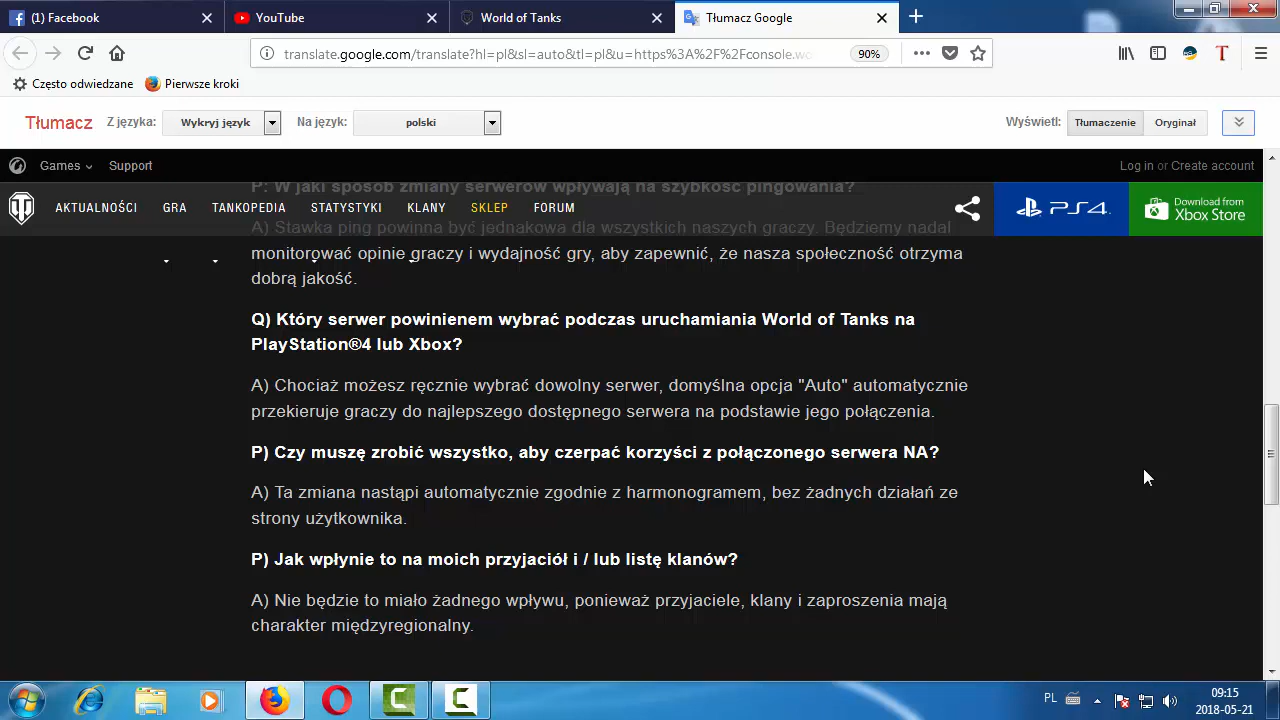 (1) Facebook
YouTube
World of Tanks
Tłumacz Google
translate.google.com/translate?hl=pl&sl=auto&tl=pl&u=https%3A%2F%2Fconsole.wo
90%
Często odwiedzane
Pierwsze kroki
Tłumacz
Z języka:
Wykryj język
Na język:
polski
Wyświetl:
Tłumaczenie
Oryginał
Games
Support
Log in or Create account
P: W jaki sposób zmiany serwerów wpływają na szybkość pingowania?
AKTUALNOŚCI
GRA
TANKOPEDIA
STATYSTYKI
KLANY
SKLEP
FORUM
PS4
Download from
Xbox Store
A) Stawka ping powinna być jednakowa dla wszystkich naszych graczy. Będziemy nadal
monitorować opinie graczy i wydajność gry, aby zapewnić, że nasza społeczność otrzyma
dobrą jakość.
Q) Który serwer powinienem wybrać podczas uruchamiania World of Tanks na
PlayStation®4 lub Xbox?
A) Chociaż możesz ręcznie wybrać dowolny serwer, domyślna opcja "Auto" automatycznie
przekieruje graczy do najlepszego dostępnego serwera na podstawie jego połączenia.
P) Czy muszę zrobić wszystko, aby czerpać korzyści z połączonego serwera NA?
A) Ta zmiana nastąpi automatycznie zgodnie z harmonogramem, bez żadnych działań ze
strony użytkownika.
P) Jak wpłynie to na moich przyjaciół i / lub listę klanów?
A) Nie będzie to miało żadnego wpływu, ponieważ przyjaciele, klany i zaproszenia mają
charakter międzyregionalny.
PL
09:15
2018-05-21